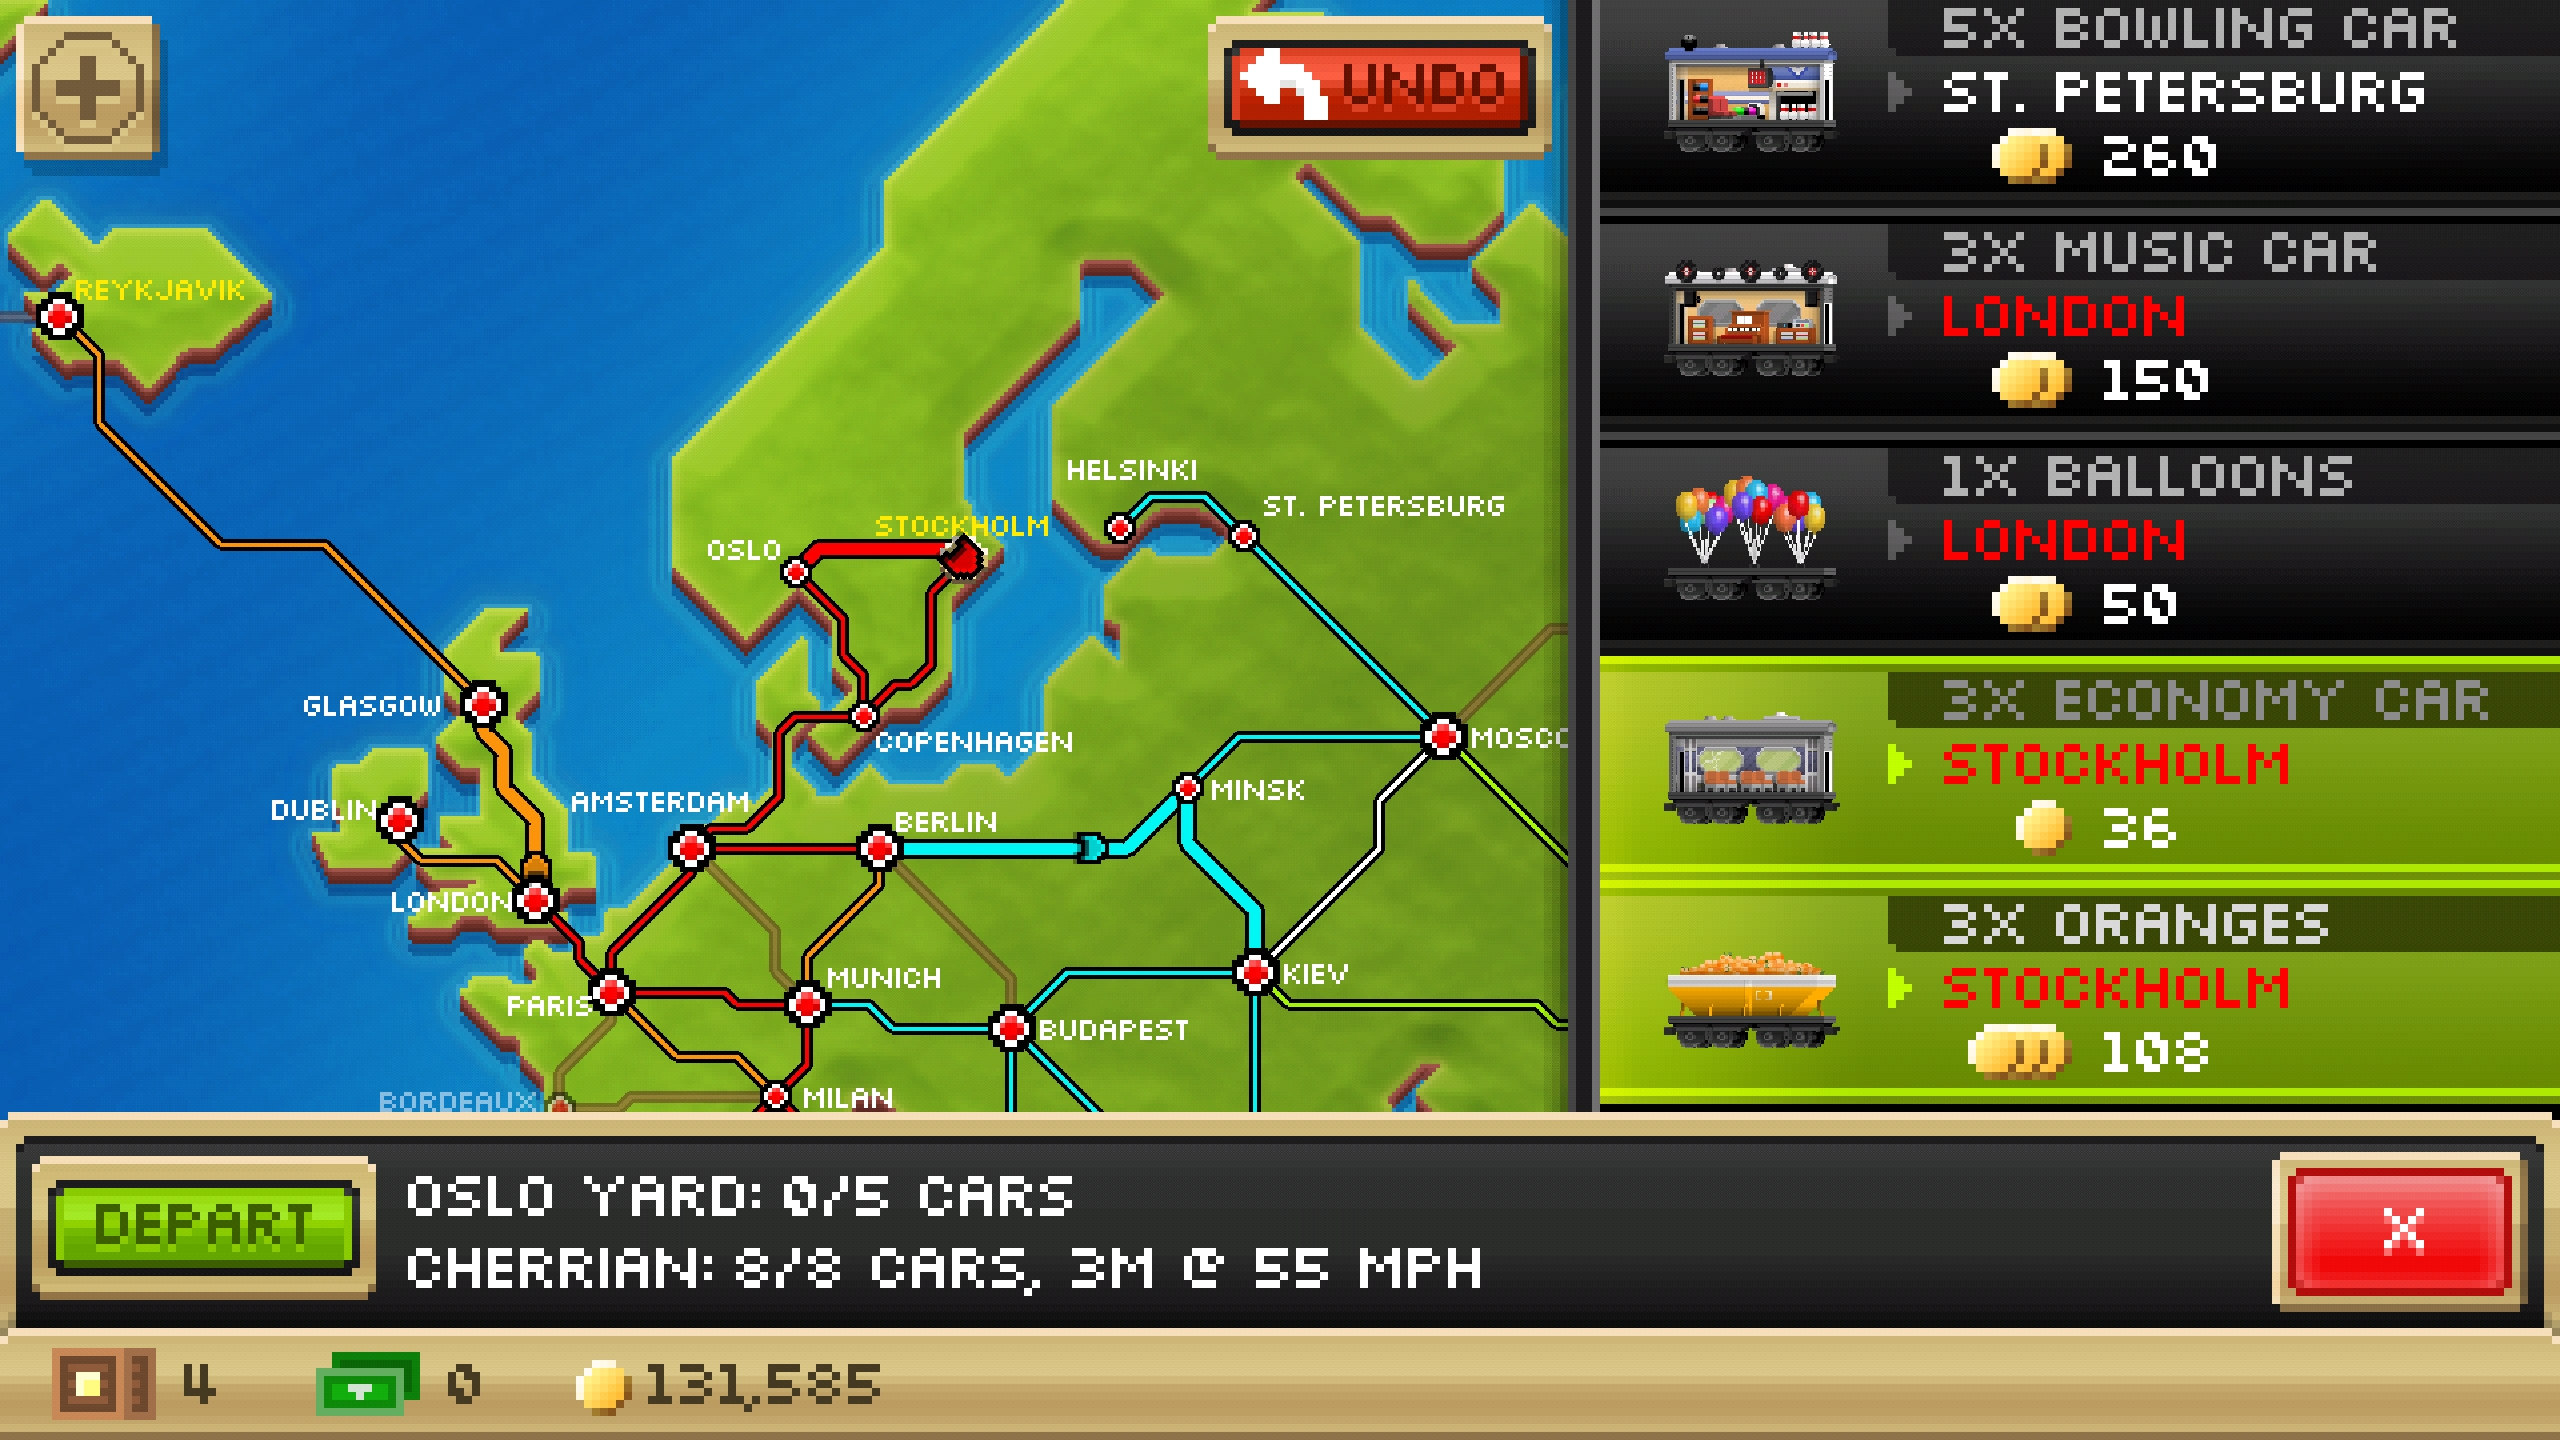 UNDO
REYKJAVIK
HELSINKI
ST. PETERSBURG
STOCKHOLM
OSLO
GLASGOW
COPENHAGEN
MOSCO
DUBLIN
AMSTERDAM
BERLIN
MINSK
LONDON
PARIS
MUNICH
KIEV
BUDAPEST
BORDEAUX
MILAN
5X BOWLING CAR
ST. PETERSBURG
260
3X MUSIC CAR
LONDON
150
1X BALLOONS
LONDON
50
3X ECONOMY CAR
STOCKHOLM
36
3X ORANGES
STOCKHOLM
108
DEPART
OSLO YARD: 0/5 CARS
CHERRIAN: 8/8 CARS, 3M @ 55 MPH
X
4
0
131,585